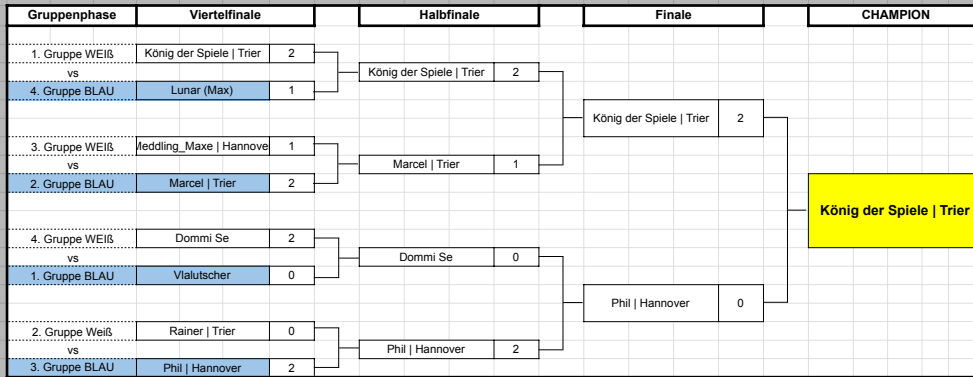 Gruppenphase Viertelfinale Halbfinale Finale CHAMPION
1. Gruppe WEIß König der Spiele | Trier 2
vs König der Spiele | Trier 2
4. Gruppe BLAU Lunar (Max) 1
König der Spiele | Trier 2
3. Gruppe WEIß Meddling_Maxe | Hannove 1
vs Marcel | Trier 1
2. Gruppe BLAU Marcel | Trier 2
König der Spiele | Trier
4. Gruppe WEIß Dommi Se 2
vs Dommi Se 0
1. Gruppe BLAU Vlalutscher 0
Phil | Hannover 0
2. Gruppe Weiß Rainer | Trier 0
vs Phil | Hannover 2
3. Gruppe BLAU Phil | Hannover 2